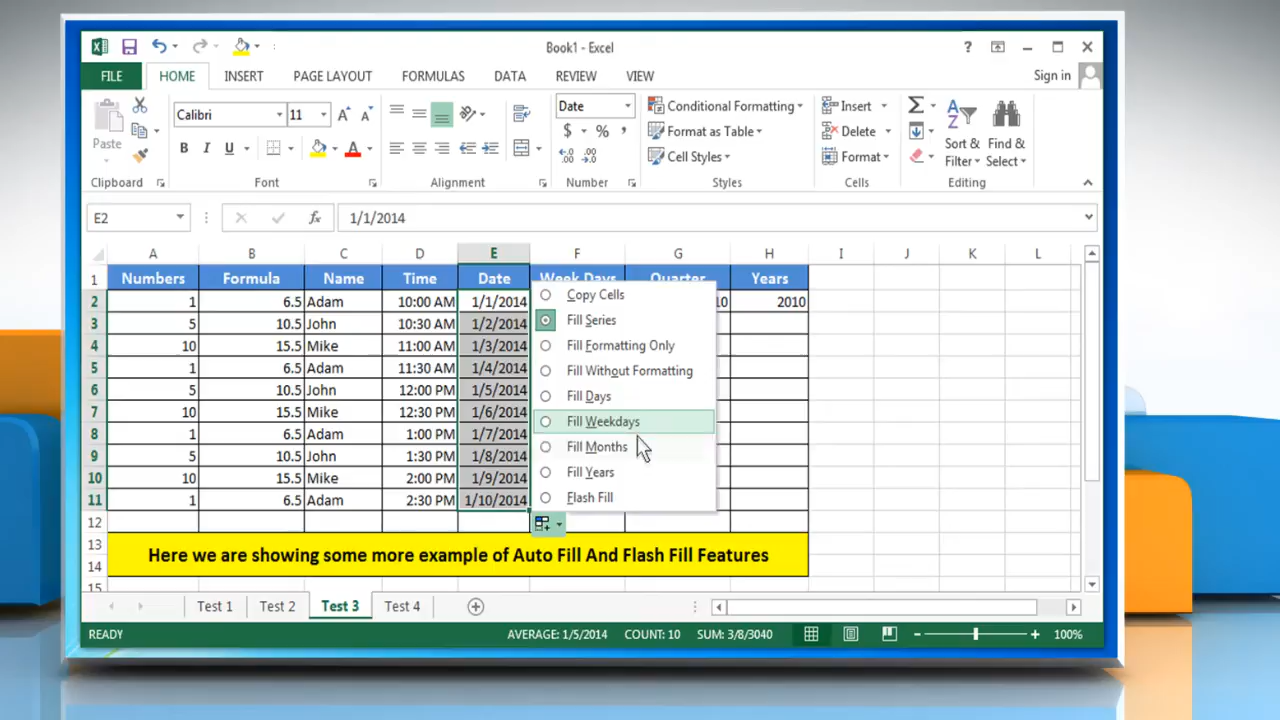 Book1 - Excel
?
FILE HOME INSERT PAGE LAYOUT FORMULAS DATA REVIEW VIEW Sign in
Paste
Calibri 11
B I U A
Date
$ % ,
Conditional Formatting
Format as Table
Cell Styles
Insert
Delete
Format
Sort & Filter
Find & Select
Clipboard Font Alignment Number Styles Cells Editing
E2 fx 1/1/2014
A B C D E F G H I J K L
1 Numbers Formula Name Time Date Week Days Quarter Years
2 1 6.5 Adam 10:00 AM 1/1/2014 10 2010
3 5 10.5 John 10:30 AM 1/2/2014
4 10 15.5 Mike 11:00 AM 1/3/2014
5 1 6.5 Adam 11:30 AM 1/4/2014
6 5 10.5 John 12:00 PM 1/5/2014
7 10 15.5 Mike 12:30 PM 1/6/2014
8 1 6.5 Adam 1:00 PM 1/7/2014
9 5 10.5 John 1:30 PM 1/8/2014
10 10 15.5 Mike 2:00 PM 1/9/2014
11 1 6.5 Adam 2:30 PM 1/10/2014
Copy Cells
Fill Series
Fill Formatting Only
Fill Without Formatting
Fill Days
Fill Weekdays
Fill Months
Fill Years
Flash Fill
12
13
Here we are showing some more example of Auto Fill And Flash Fill Features
14
15
Test 1 Test 2 Test 3 Test 4
READY AVERAGE: 1/5/2014 COUNT: 10 SUM: 3/8/3040 100%